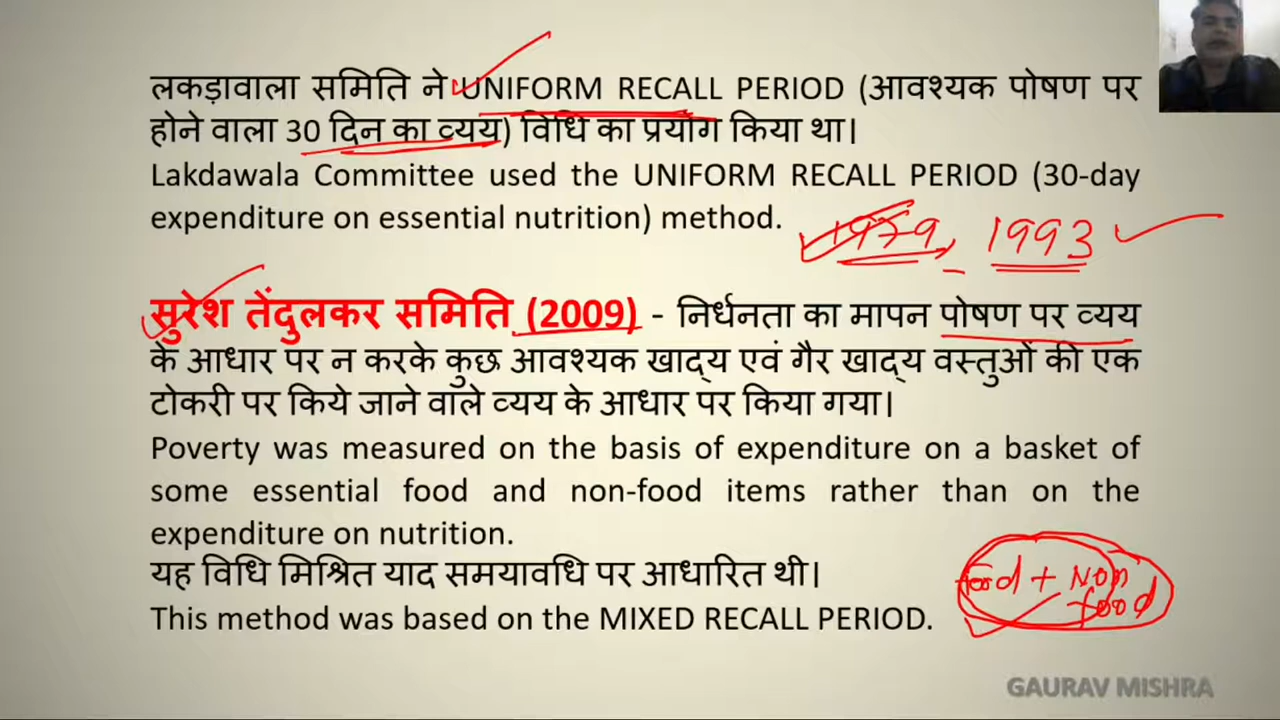 लकड़ावाला समिति ने UNIFORM RECALL PERIOD (आवश्यक पोषण पर
होने वाला 30 दिन का व्यय) विधि का प्रयोग किया था।
Lakdawala Committee used the UNIFORM RECALL PERIOD (30-day
expenditure on essential nutrition) method.
1979, 1993
सुरेश तेंदुलकर समिति (2009) - निर्धनता का मापन पोषण पर व्यय
के आधार पर न करके कुछ आवश्यक खाद्य एवं गैर खाद्य वस्तुओं की एक
टोकरी पर किये जाने वाले व्यय के आधार पर किया गया।
Poverty was measured on the basis of expenditure on a basket of
some essential food and non-food items rather than on the
expenditure on nutrition.
यह विधि मिश्रित याद समयावधि पर आधारित थी।
This method was based on the MIXED RECALL PERIOD.
food + Non
food
GAURAV MISHRA